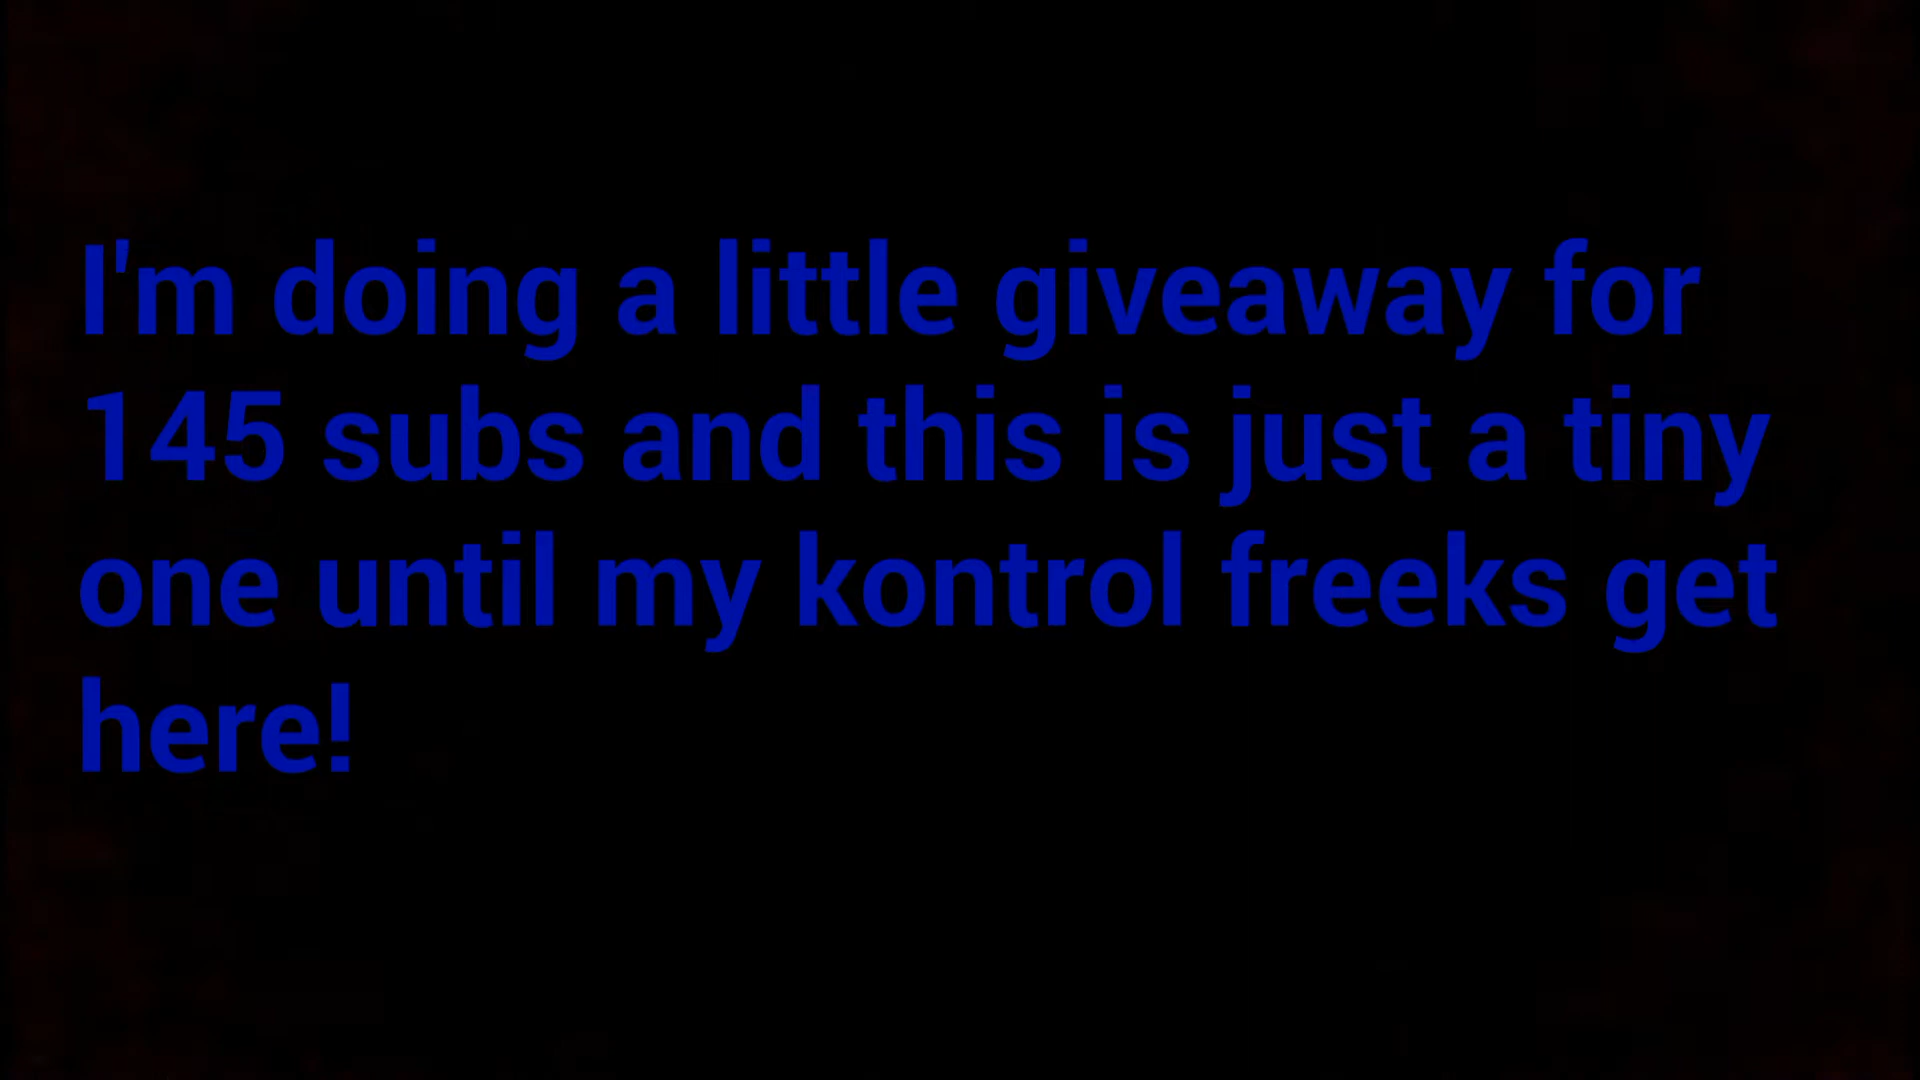 I'm doing a little giveaway for
145 subs and this is just a tiny
one until my kontrol freeks get
here!